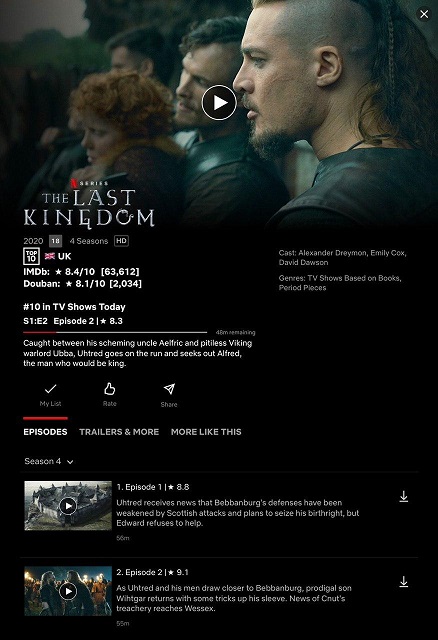 N SERIES
THE LAST
KINGDOM
2020 18 4 Seasons HD
TOP 10 UK
IMDb: ★ 8.4/10 [63,612]
Douban: ★ 8.1/10 [2,034]
Cast: Alexander Dreymon, Emily Cox,
David Dawson
Genres: TV Shows Based on Books,
Period Pieces
#10 in TV Shows Today
S1:E2 Episode 2 | ★ 8.3
48m remaining
Caught between his scheming uncle Aelfric and pitiless Viking
warlord Ubba, Uhtred goes on the run and seeks out Alfred,
the man who would be king.
My List Rate Share
EPISODES TRAILERS & MORE MORE LIKE THIS
Season 4
1. Episode 1 | ★ 8.8
Uhtred receives news that Bebbanburg's defenses have been
weakened by Scottish attacks and plans to seize his birthright, but
Edward refuses to help.
56m
2. Episode 2 | ★ 9.1
As Uhtred and his men draw closer to Bebbanburg, prodigal son
Wihtgar returns with some tricks up his sleeve. News of Cnut's
treachery reaches Wessex.
55m